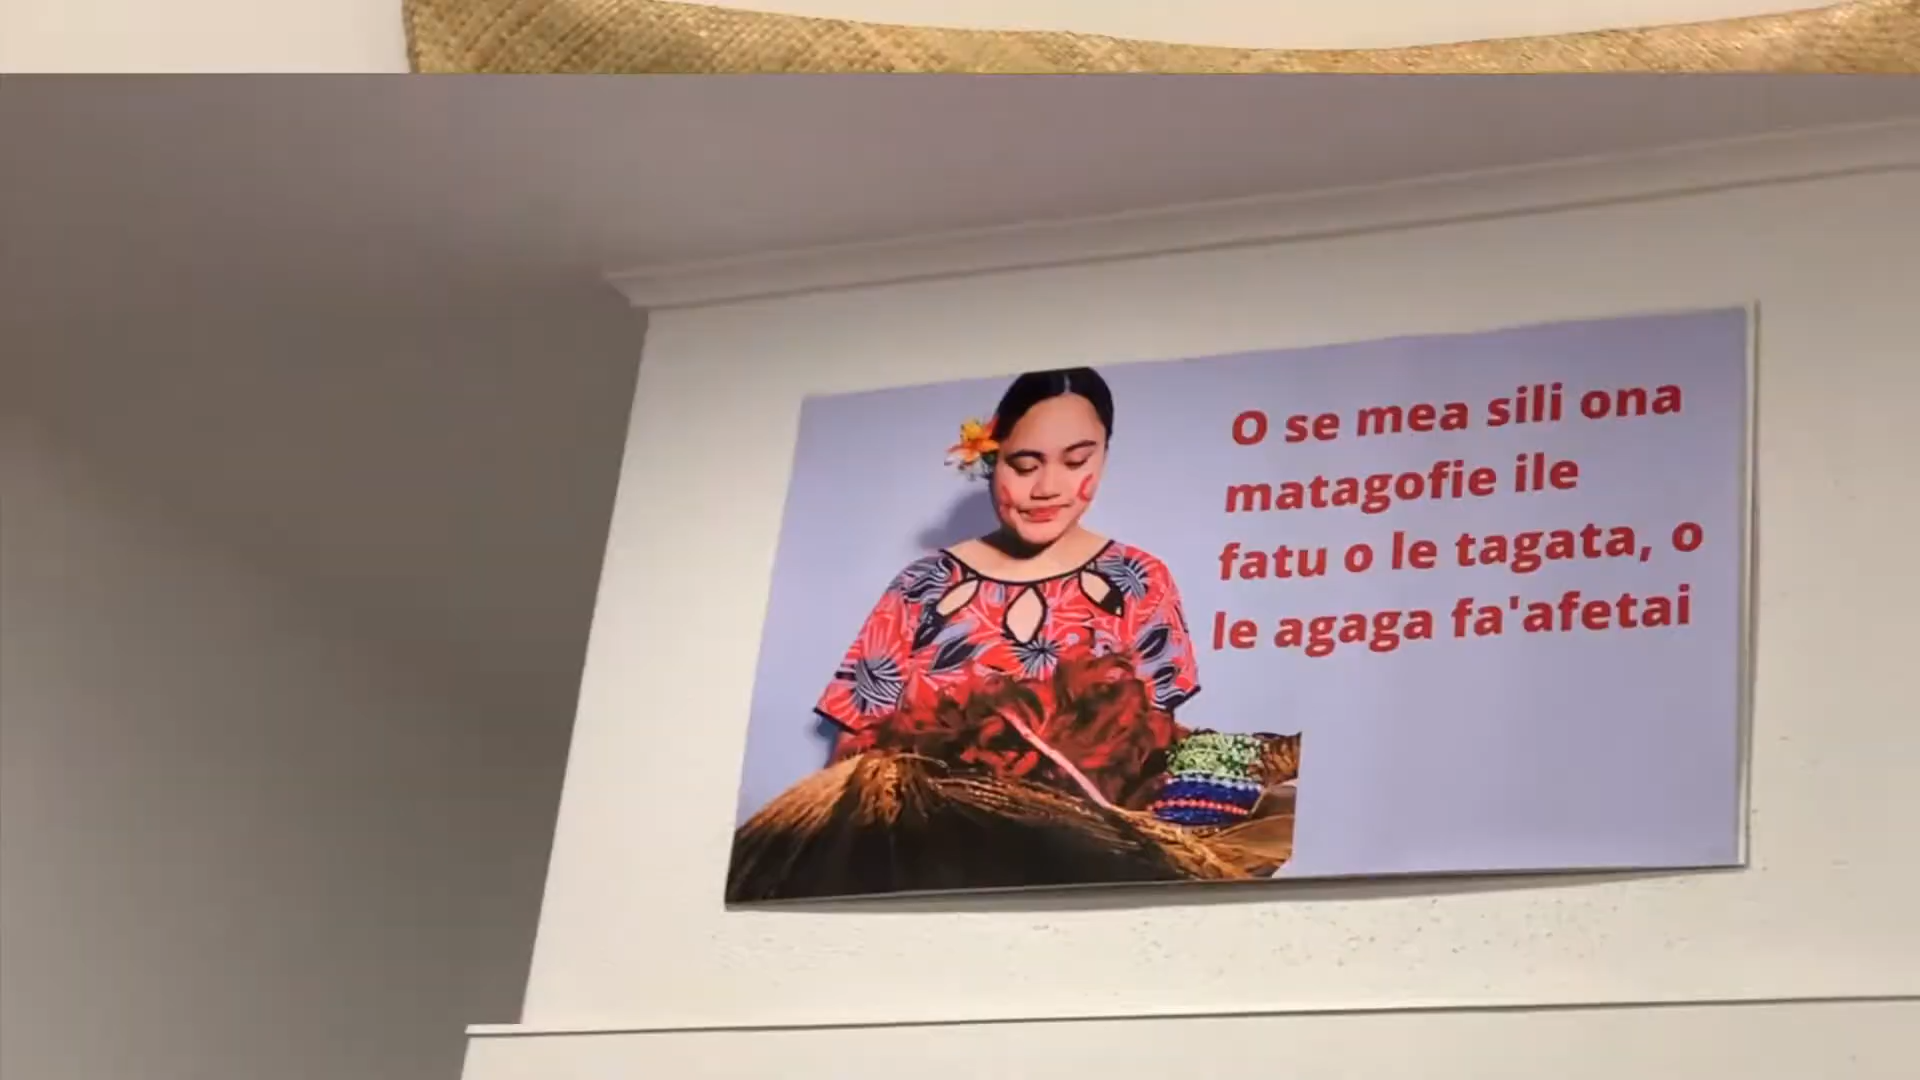 O se mea sili ona
matagofie ile
fatu o le tagata, o
le agaga fa'afetai